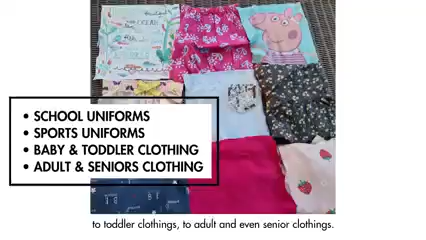 • SCHOOL UNIFORMS
• SPORTS UNIFORMS
• BABY & TODDLER CLOTHING
• ADULT & SENIORS CLOTHING
to toddler clothings, to adult and even senior clothings.